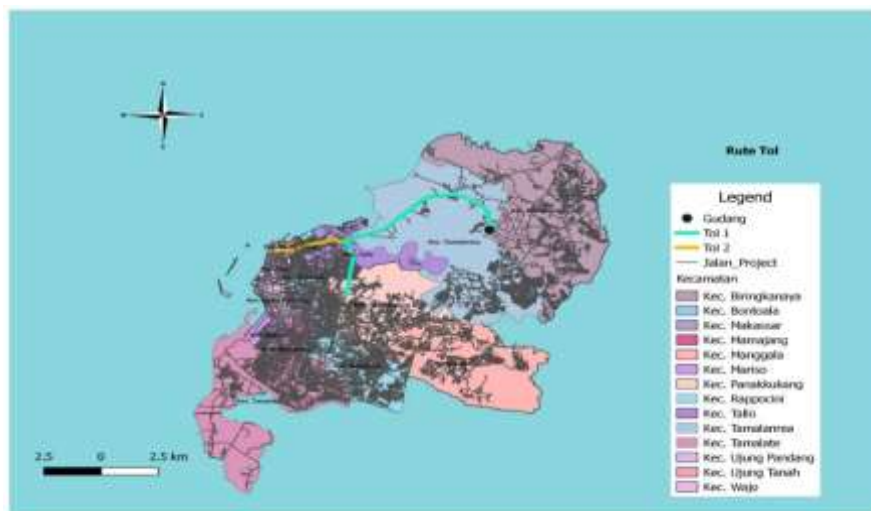 Rute Tol
Legend
Gudang
Tol 1
Tol 2
Jalan_Project
Kecamatan
Kec. Biringkanaya
Kec. Bontoala
Kec. Makassar
Kec. Mamajang
Kec. Manggala
Kec. Mariso
Kec. Panakkukang
Kec. Rappocini
Kec. Tallo
Kec. Tamalanrea
Kec. Tamalate
Kec. Ujung Pandang
Kec. Ujung Tanah
Kec. Wajo
2.5 0 2.5 km